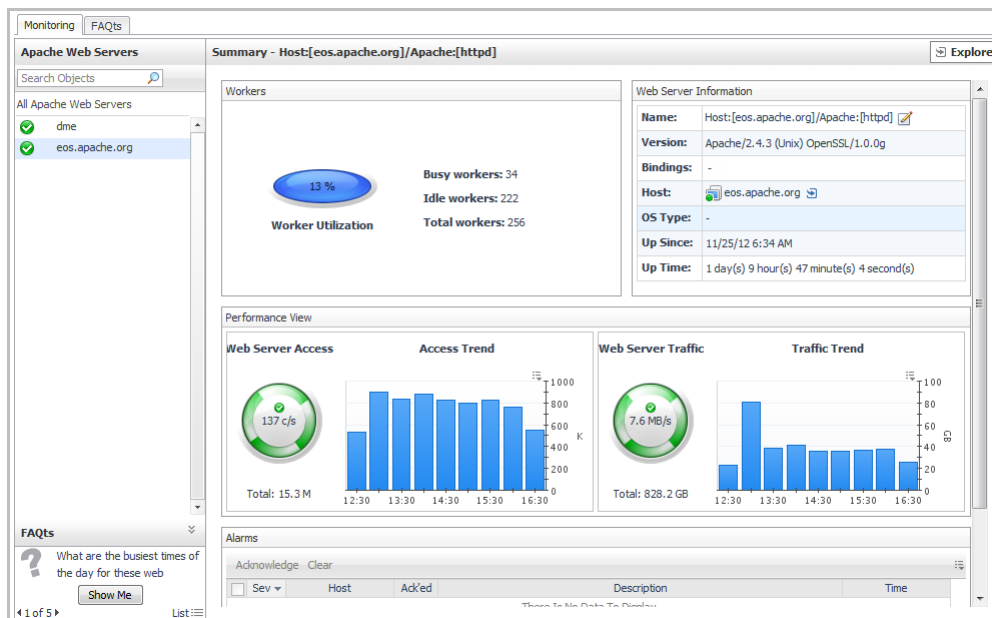 Monitoring
FAQts
Apache Web Servers
Search Objects
All Apache Web Servers
dme
eos.apache.org
FAQts
What are the busiest times of
the day for these web
Show Me
1 of 5
List
Summary - Host:[eos.apache.org]/Apache:[httpd]
Explore
Workers
13 %
Worker Utilization
Busy workers: 34
Idle workers: 222
Total workers: 256
Web Server Information
Name: Host:[eos.apache.org]/Apache:[httpd]
Version: Apache/2.4.3 (Unix) OpenSSL/1.0.0g
Bindings: -
Host: eos.apache.org
OS Type: -
Up Since: 11/25/12 6:34 AM
Up Time: 1 day(s) 9 hour(s) 47 minute(s) 4 second(s)
Performance View
Web Server Access
137 c/s
Total: 15.3 M
Access Trend
1000
800
600
400
200
0
K
12:30 13:30 14:30 15:30 16:30
Web Server Traffic
7.6 MB/s
Total: 828.2 GB
Traffic Trend
100
80
60
40
20
0
GB
12:30 13:30 14:30 15:30 16:30
Alarms
Acknowledge Clear
Sev Host Ack'ed Description Time
There Is No Data To Display